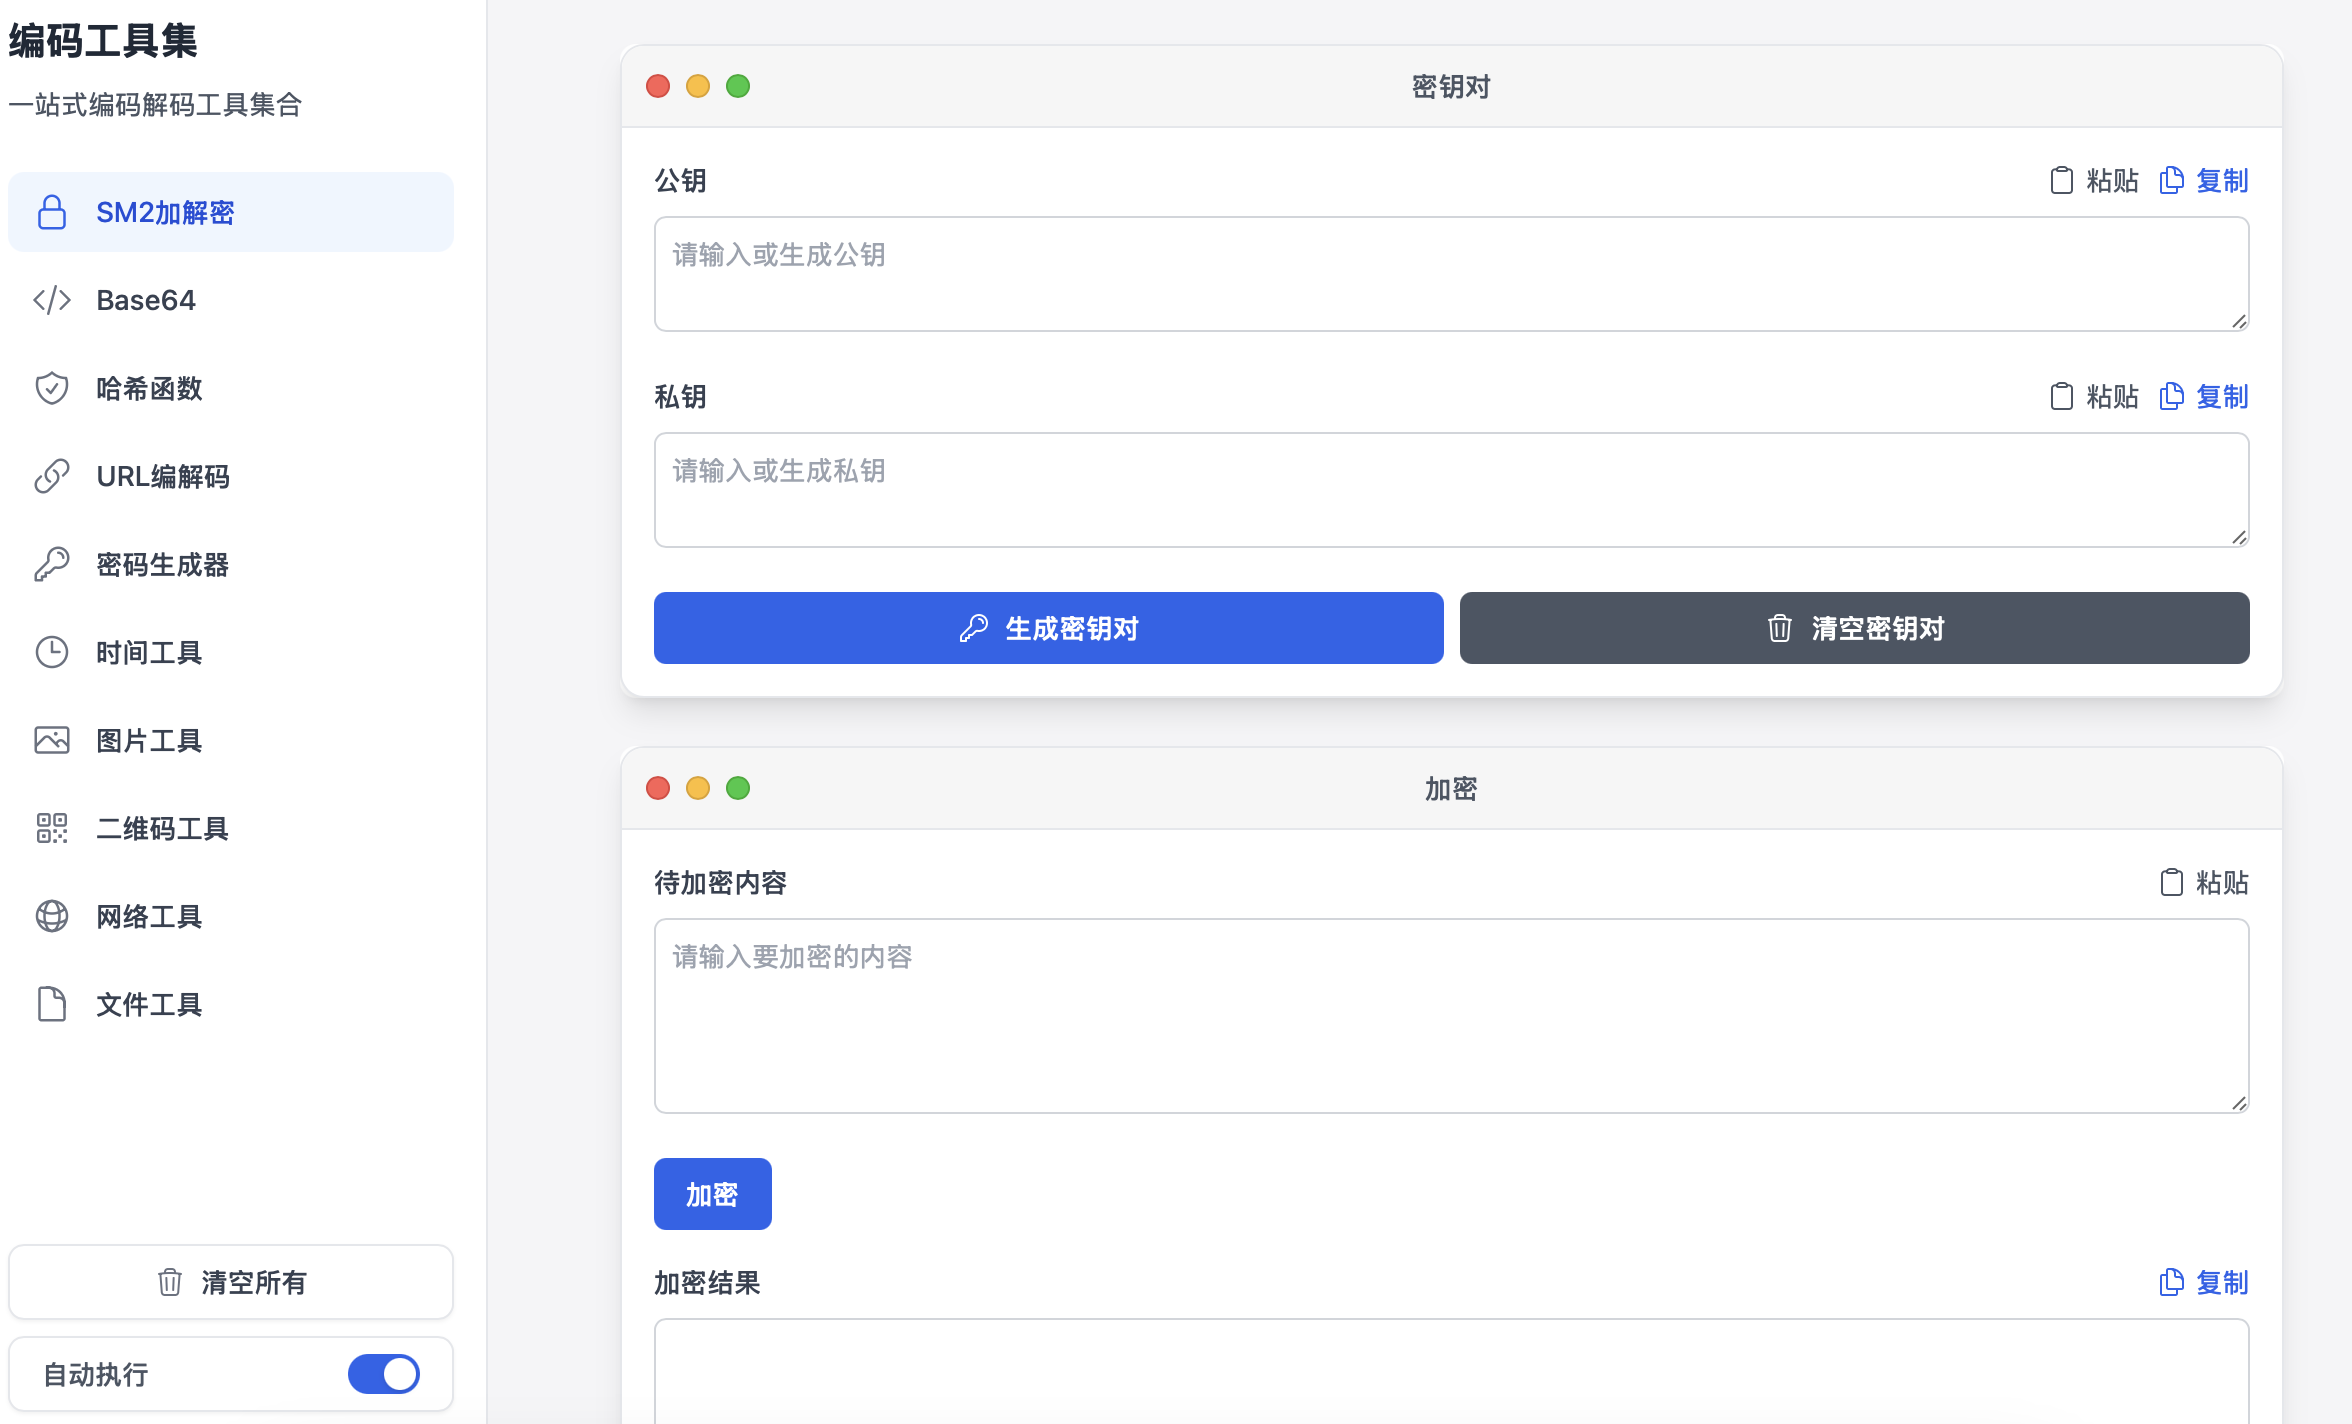 编码工具集
一站式编码解码工具集合
SM2加解密
Base64
哈希函数
URL编解码
密码生成器
时间工具
图片工具
二维码工具
网络工具
文件工具
清空所有
自动执行
密钥对
公钥
粘贴 复制
请输入或生成公钥
私钥
粘贴 复制
请输入或生成私钥
生成密钥对
清空密钥对
加密
待加密内容
粘贴
请输入要加密的内容
加密
加密结果
复制